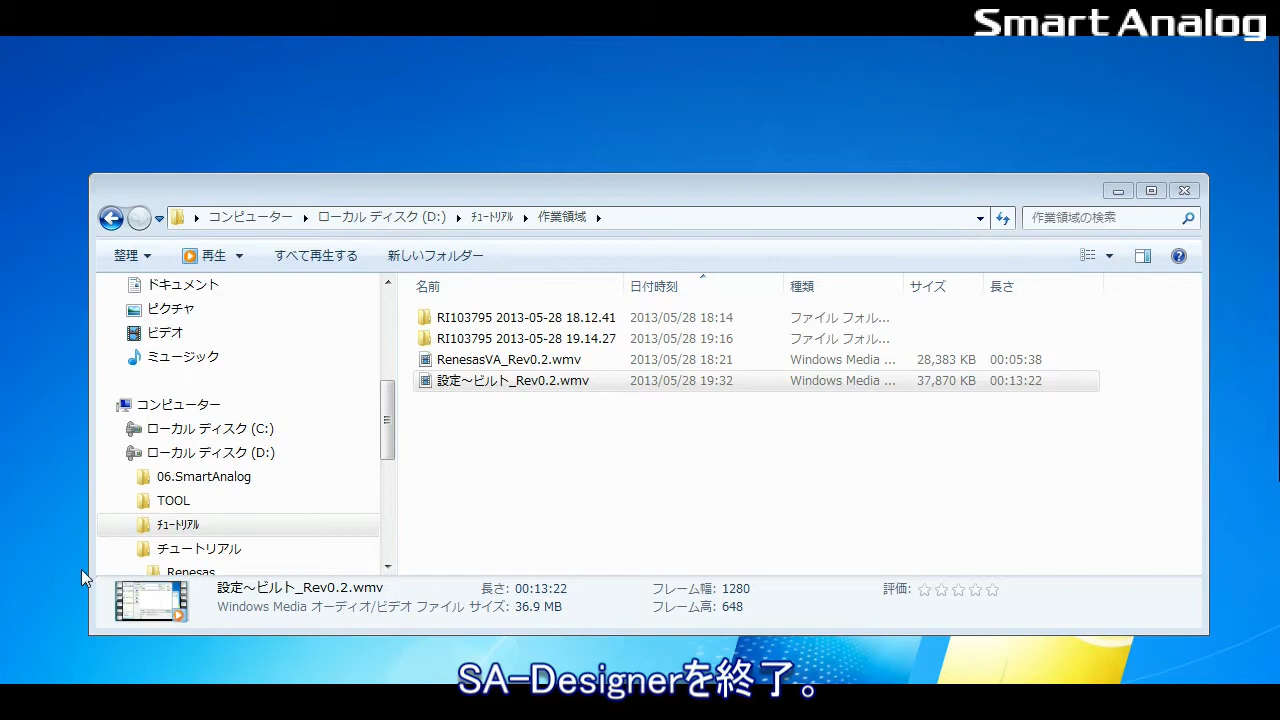 Smart Analog
コンピューター ローカル ディスク (D:) ﾁｭｰﾄﾘｱﾙ 作業領域 作業領域の検索
整理 再生 すべて再生する 新しいフォルダー
ドキュメント
ピクチャ
ビデオ
ミュージック
コンピューター
ローカル ディスク (C:)
ローカル ディスク (D:)
06.SmartAnalog
TOOL
ﾁｭｰﾄﾘｱﾙ
チュートリアル
Renesas
名前 日付時刻 種類 サイズ 長さ
RI103795 2013-05-28 18.12.41 2013/05/28 18:14 ファイル フォル...
RI103795 2013-05-28 19.14.27 2013/05/28 19:16 ファイル フォル...
RenesasVA_Rev0.2.wmv 2013/05/28 18:21 Windows Media ... 28,383 KB 00:05:38
設定～ビルト_Rev0.2.wmv 2013/05/28 19:32 Windows Media ... 37,870 KB 00:13:22
設定～ビルト_Rev0.2.wmv 長さ: 00:13:22 フレーム幅: 1280 評価:
Windows Media オーディオ/ビデオ ファイル サイズ: 36.9 MB フレーム高: 648
SA-Designerを終了。